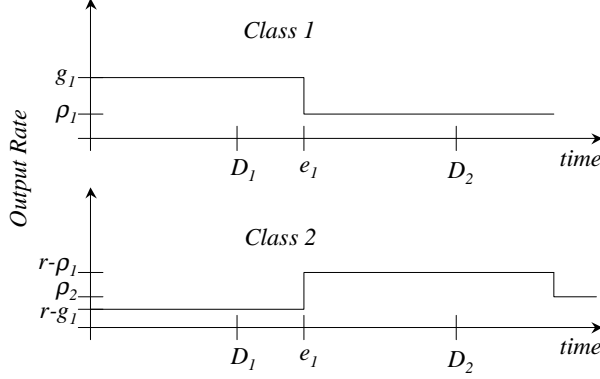 Class 1
g₁
ρ₁
D₁
e₁
D₂
time
Output Rate
Class 2
r-ρ₁
ρ₂
r-g₁
D₁
e₁
D₂
time